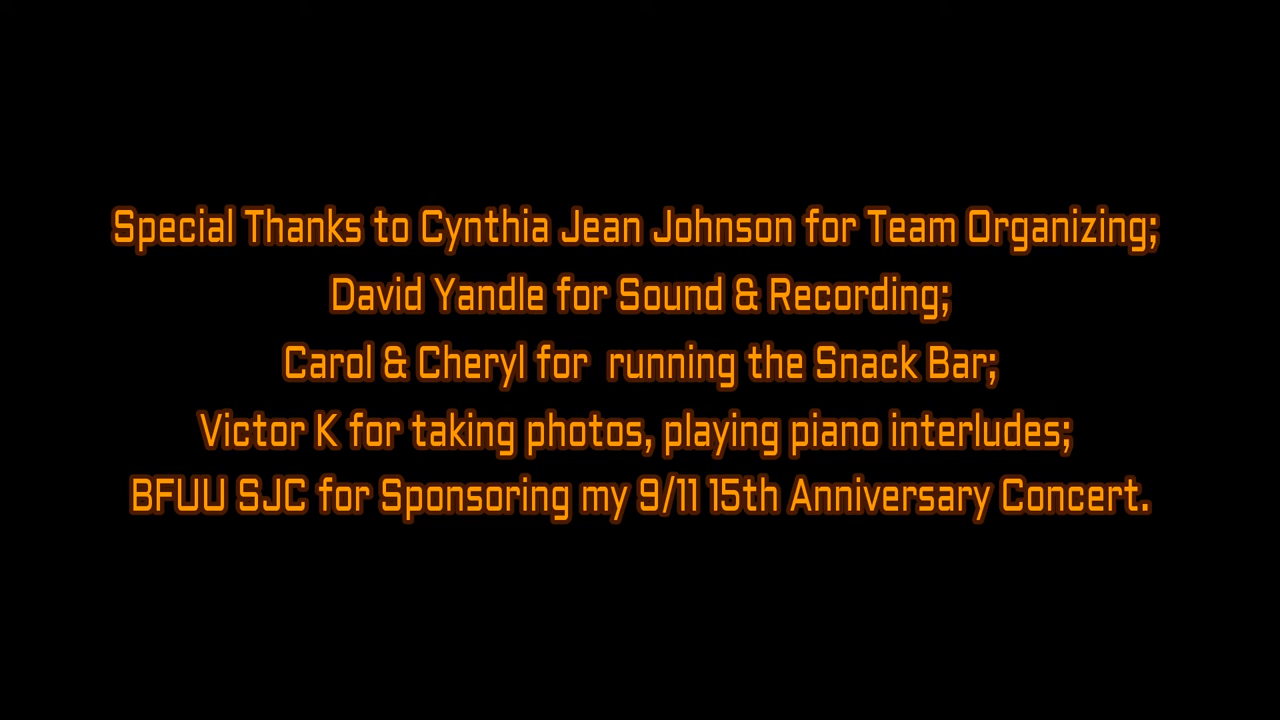 Special Thanks to Cynthia Jean Johnson for Team Organizing;
David Yandle for Sound & Recording;
Carol & Cheryl for  running the Snack Bar;
Victor K for taking photos, playing piano interludes;
BFUU SJC for Sponsoring my 9/11 15th Anniversary Concert.